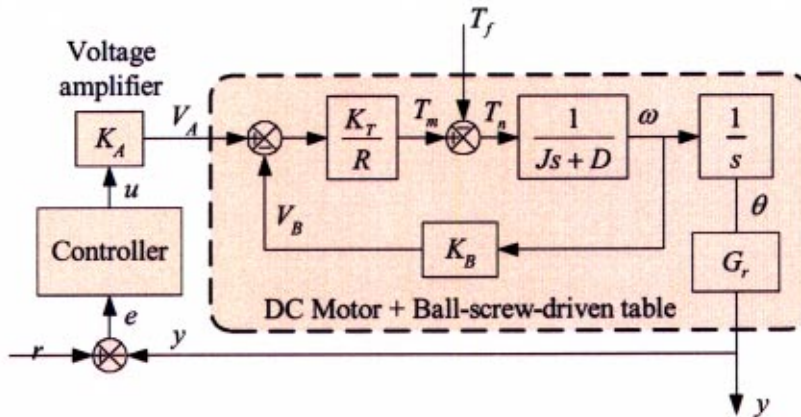 Voltage
amplifier
T_f
K_A
V_A
K_T
R
T_m
T_n
1
Js + D
ω
1
s
u
V_B
K_B
θ
G_r
Controller
DC Motor + Ball-screw-driven table
e
r
y
y